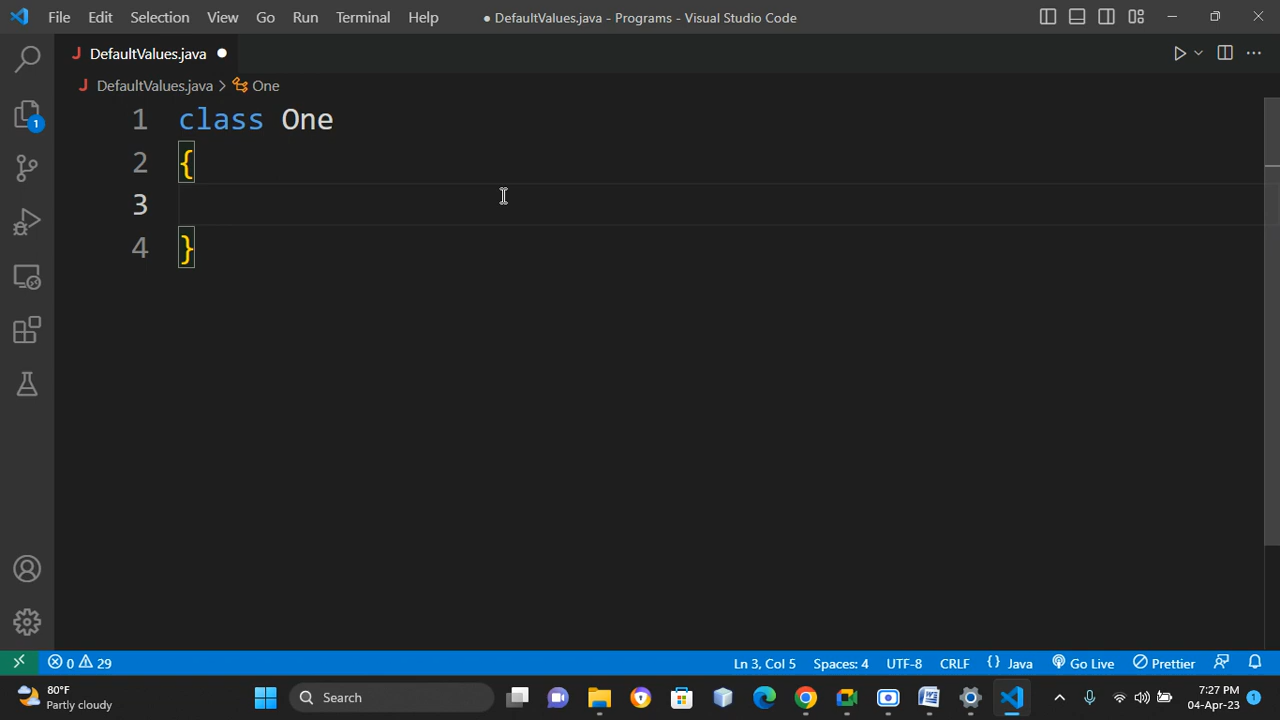 File Edit Selection View Go Run Terminal Help ● DefaultValues.java - Programs - Visual Studio Code
J DefaultValues.java ●
J DefaultValues.java > One
1 class One
2 {
3
4 }
0 29 Ln 3, Col 5 Spaces: 4 UTF-8 CRLF {} Java Go Live Prettier
1
80°F
Partly cloudy
Search
7:27 PM
04-Apr-23
1